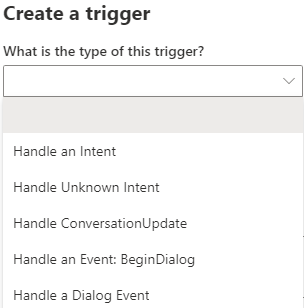 Create a trigger
What is the type of this trigger?
Handle an Intent
Handle Unknown Intent
Handle ConversationUpdate
Handle an Event: BeginDialog
Handle a Dialog Event